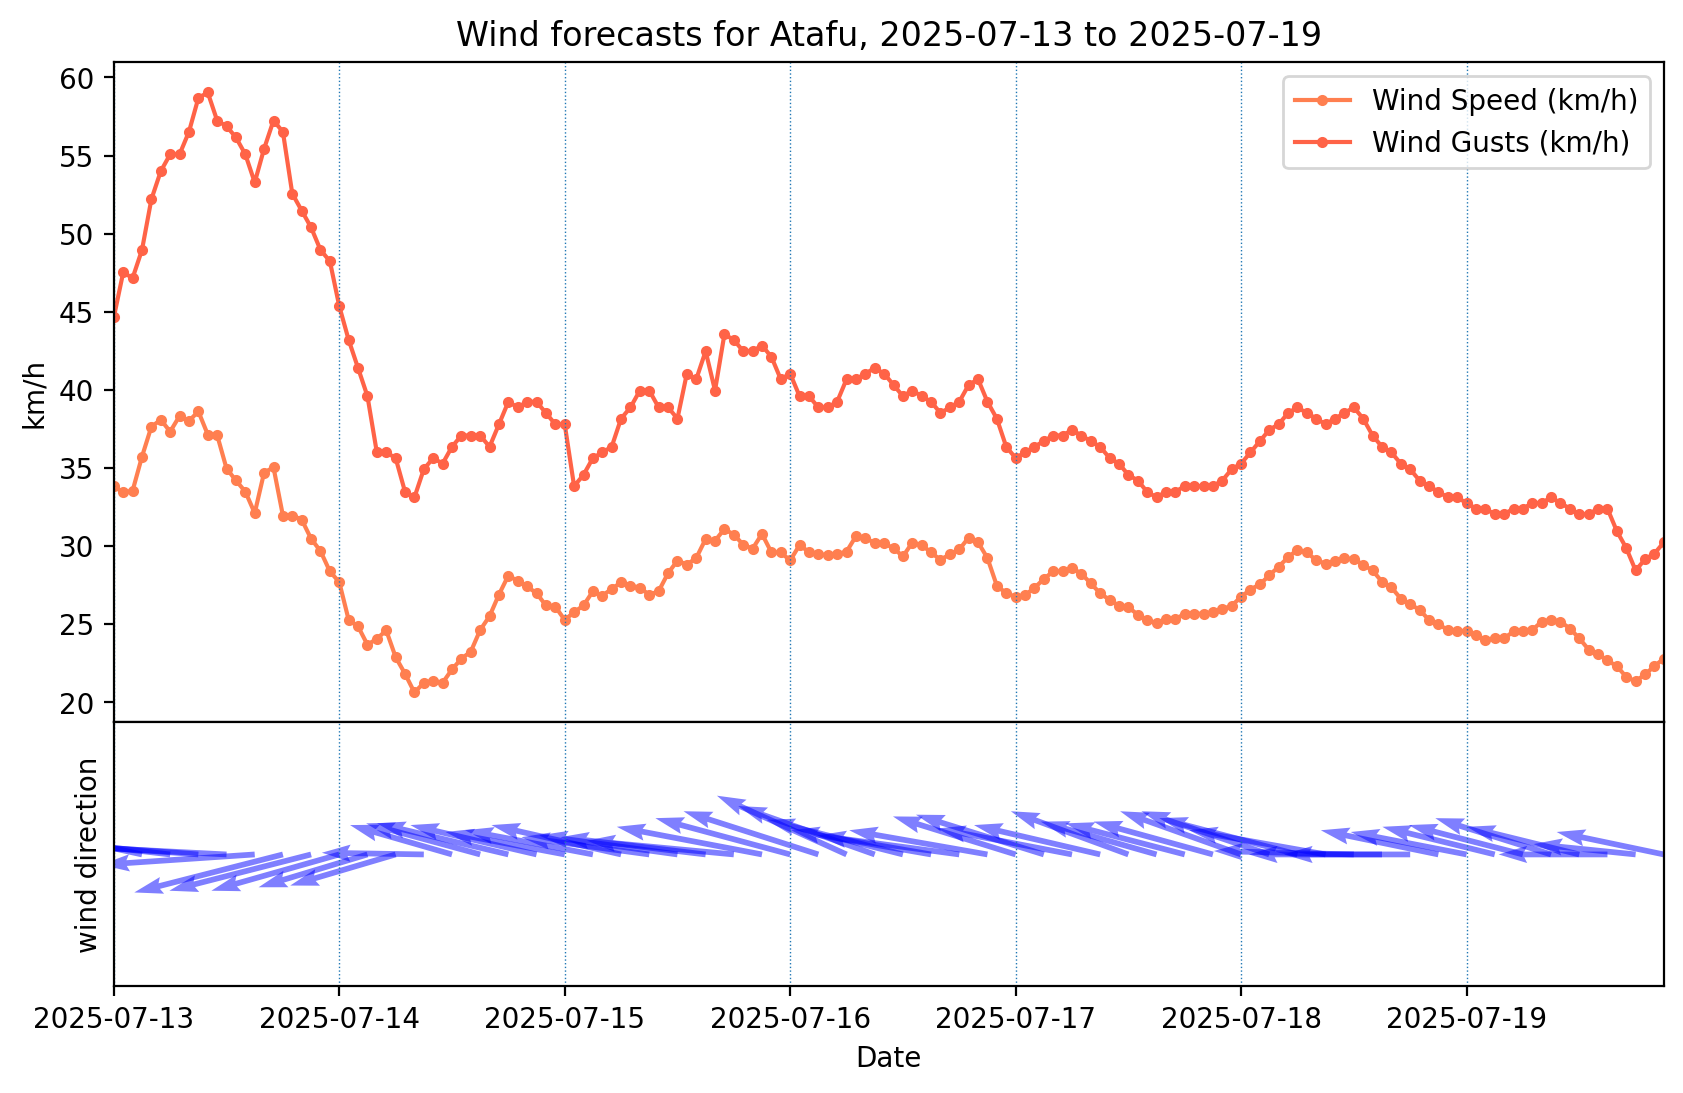 Wind forecasts for Atafu, 2025-07-13 to 2025-07-19
60
55
50
45
40
35
30
25
20
km/h
Wind Speed (km/h)
Wind Gusts (km/h)
wind direction
2025-07-13
2025-07-14
2025-07-15
2025-07-16
2025-07-17
2025-07-18
2025-07-19
Date